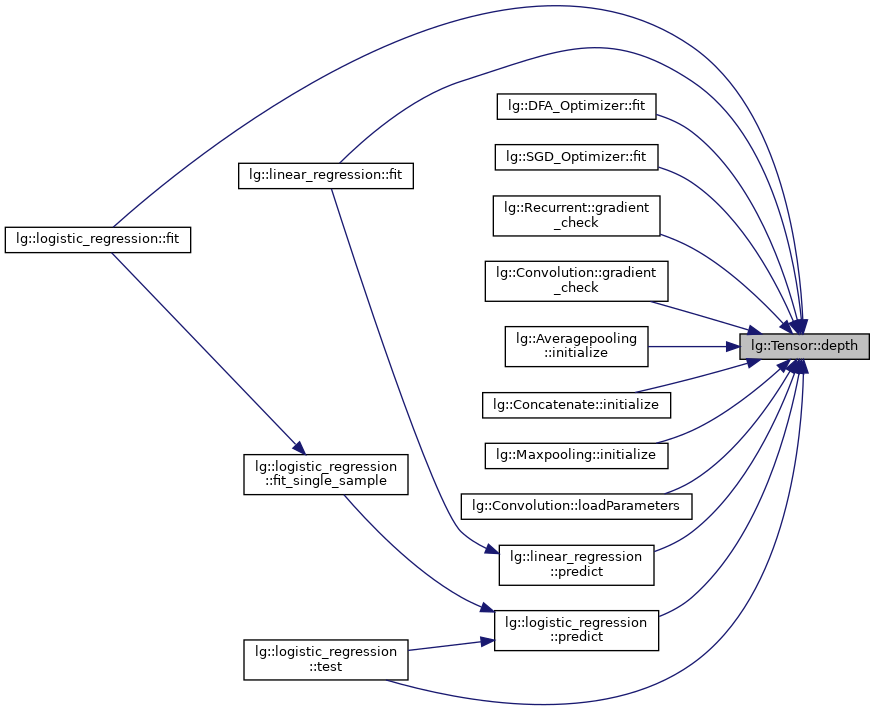 lg::DFA_Optimizer::fit
lg::SGD_Optimizer::fit
lg::linear_regression::fit
lg::Recurrent::gradient
_check
lg::logistic_regression::fit
lg::Convolution::gradient
_check
lg::Averagepooling
::initialize
lg::Tensor::depth
lg::Concatenate::initialize
lg::Maxpooling::initialize
lg::logistic_regression
::fit_single_sample
lg::Convolution::loadParameters
lg::linear_regression
::predict
lg::logistic_regression
::predict
lg::logistic_regression
::test